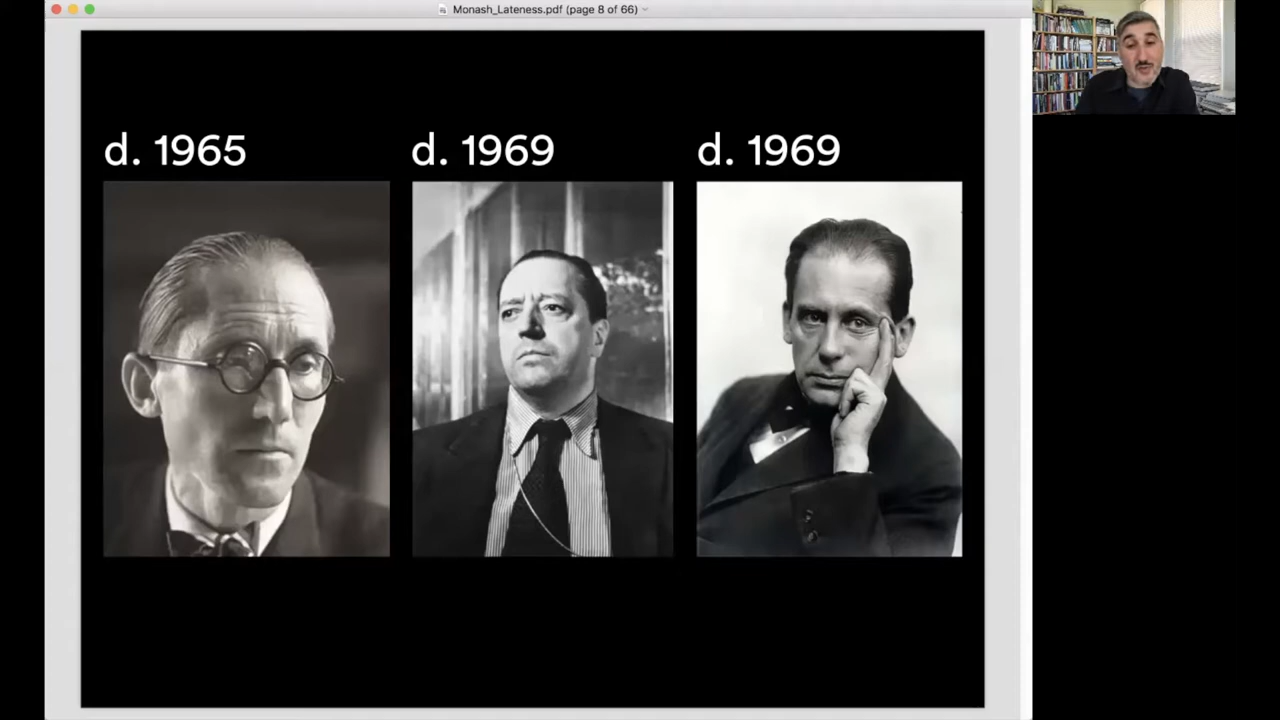 Monash_Lateness.pdf (page 8 of 66)
d. 1965
d. 1969
d. 1969